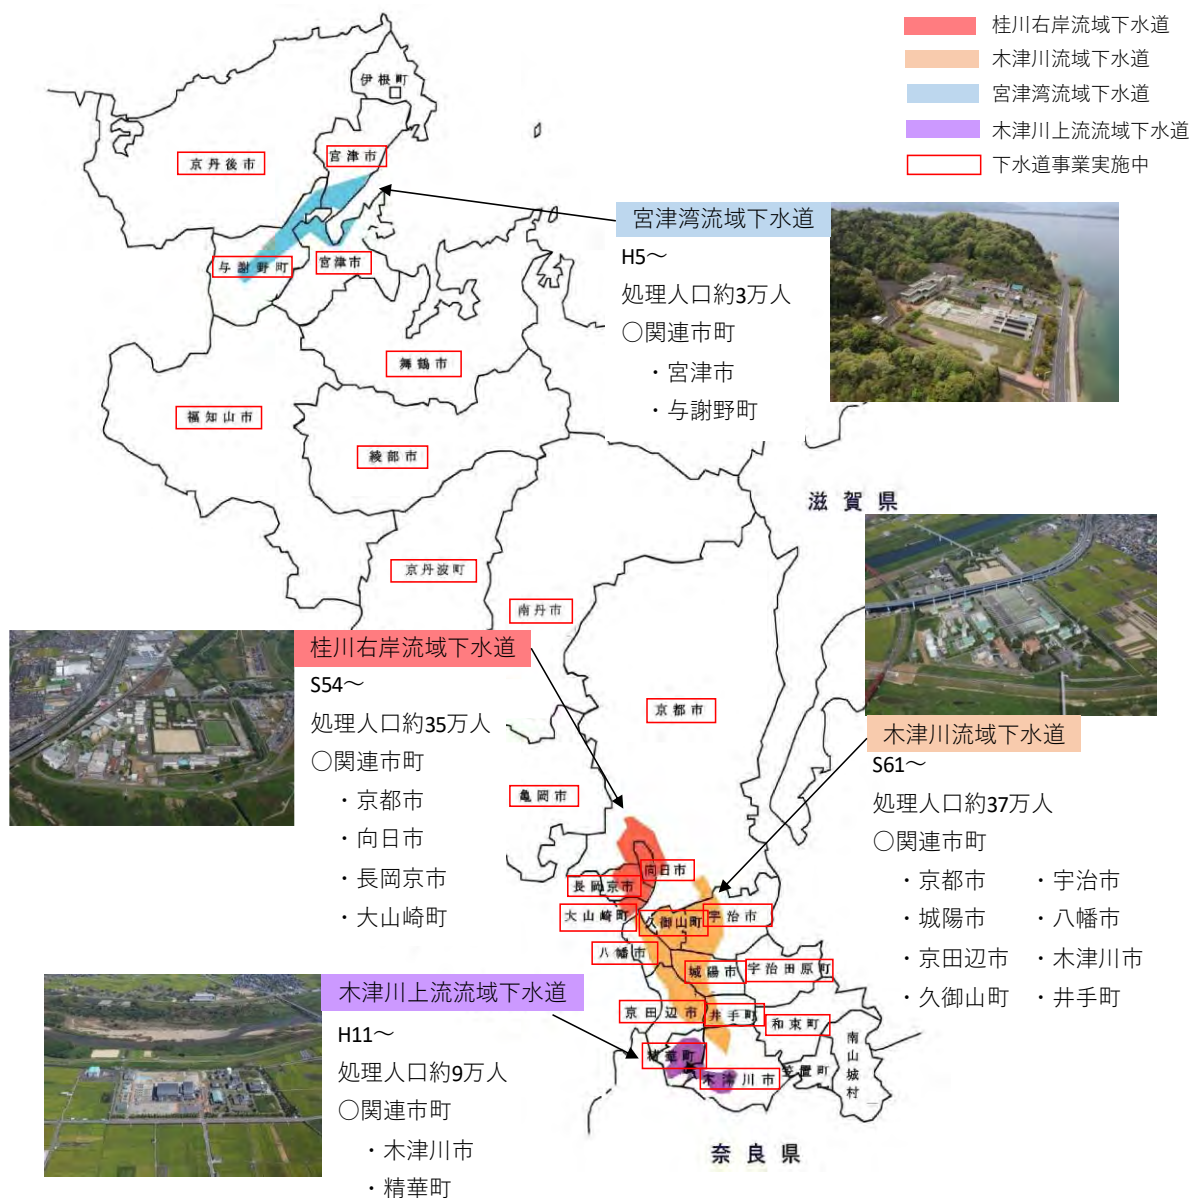 桂川右岸流域下水道
木津川流域下水道
宮津湾流域下水道
木津川上流流域下水道
下水道事業実施中
伊根町
宮津市
京丹後市
宮津湾流域下水道
H5～
処理人口約3万人
○関連市町
・宮津市
・与謝野町
与謝野町
宮津市
舞鶴市
福知山市
綾部市
滋賀県
京丹波町
南丹市
桂川右岸流域下水道
S54～
処理人口約35万人
○関連市町
・京都市
・向日市
・長岡京市
・大山崎町
京都市
亀岡市
木津川流域下水道
S61～
処理人口約37万人
○関連市町
・京都市 ・宇治市
・城陽市 ・八幡市
・京田辺市 ・木津川市
・久御山町 ・井手町
向日市
長岡京市
大山崎町
久御山町
宇治市
八幡市
城陽市
宇治田原町
京田辺市
井手町
和束町
精華町
木津川市
笠置町
南山城村
木津川上流流域下水道
H11～
処理人口約9万人
○関連市町
・木津川市
・精華町
奈良県